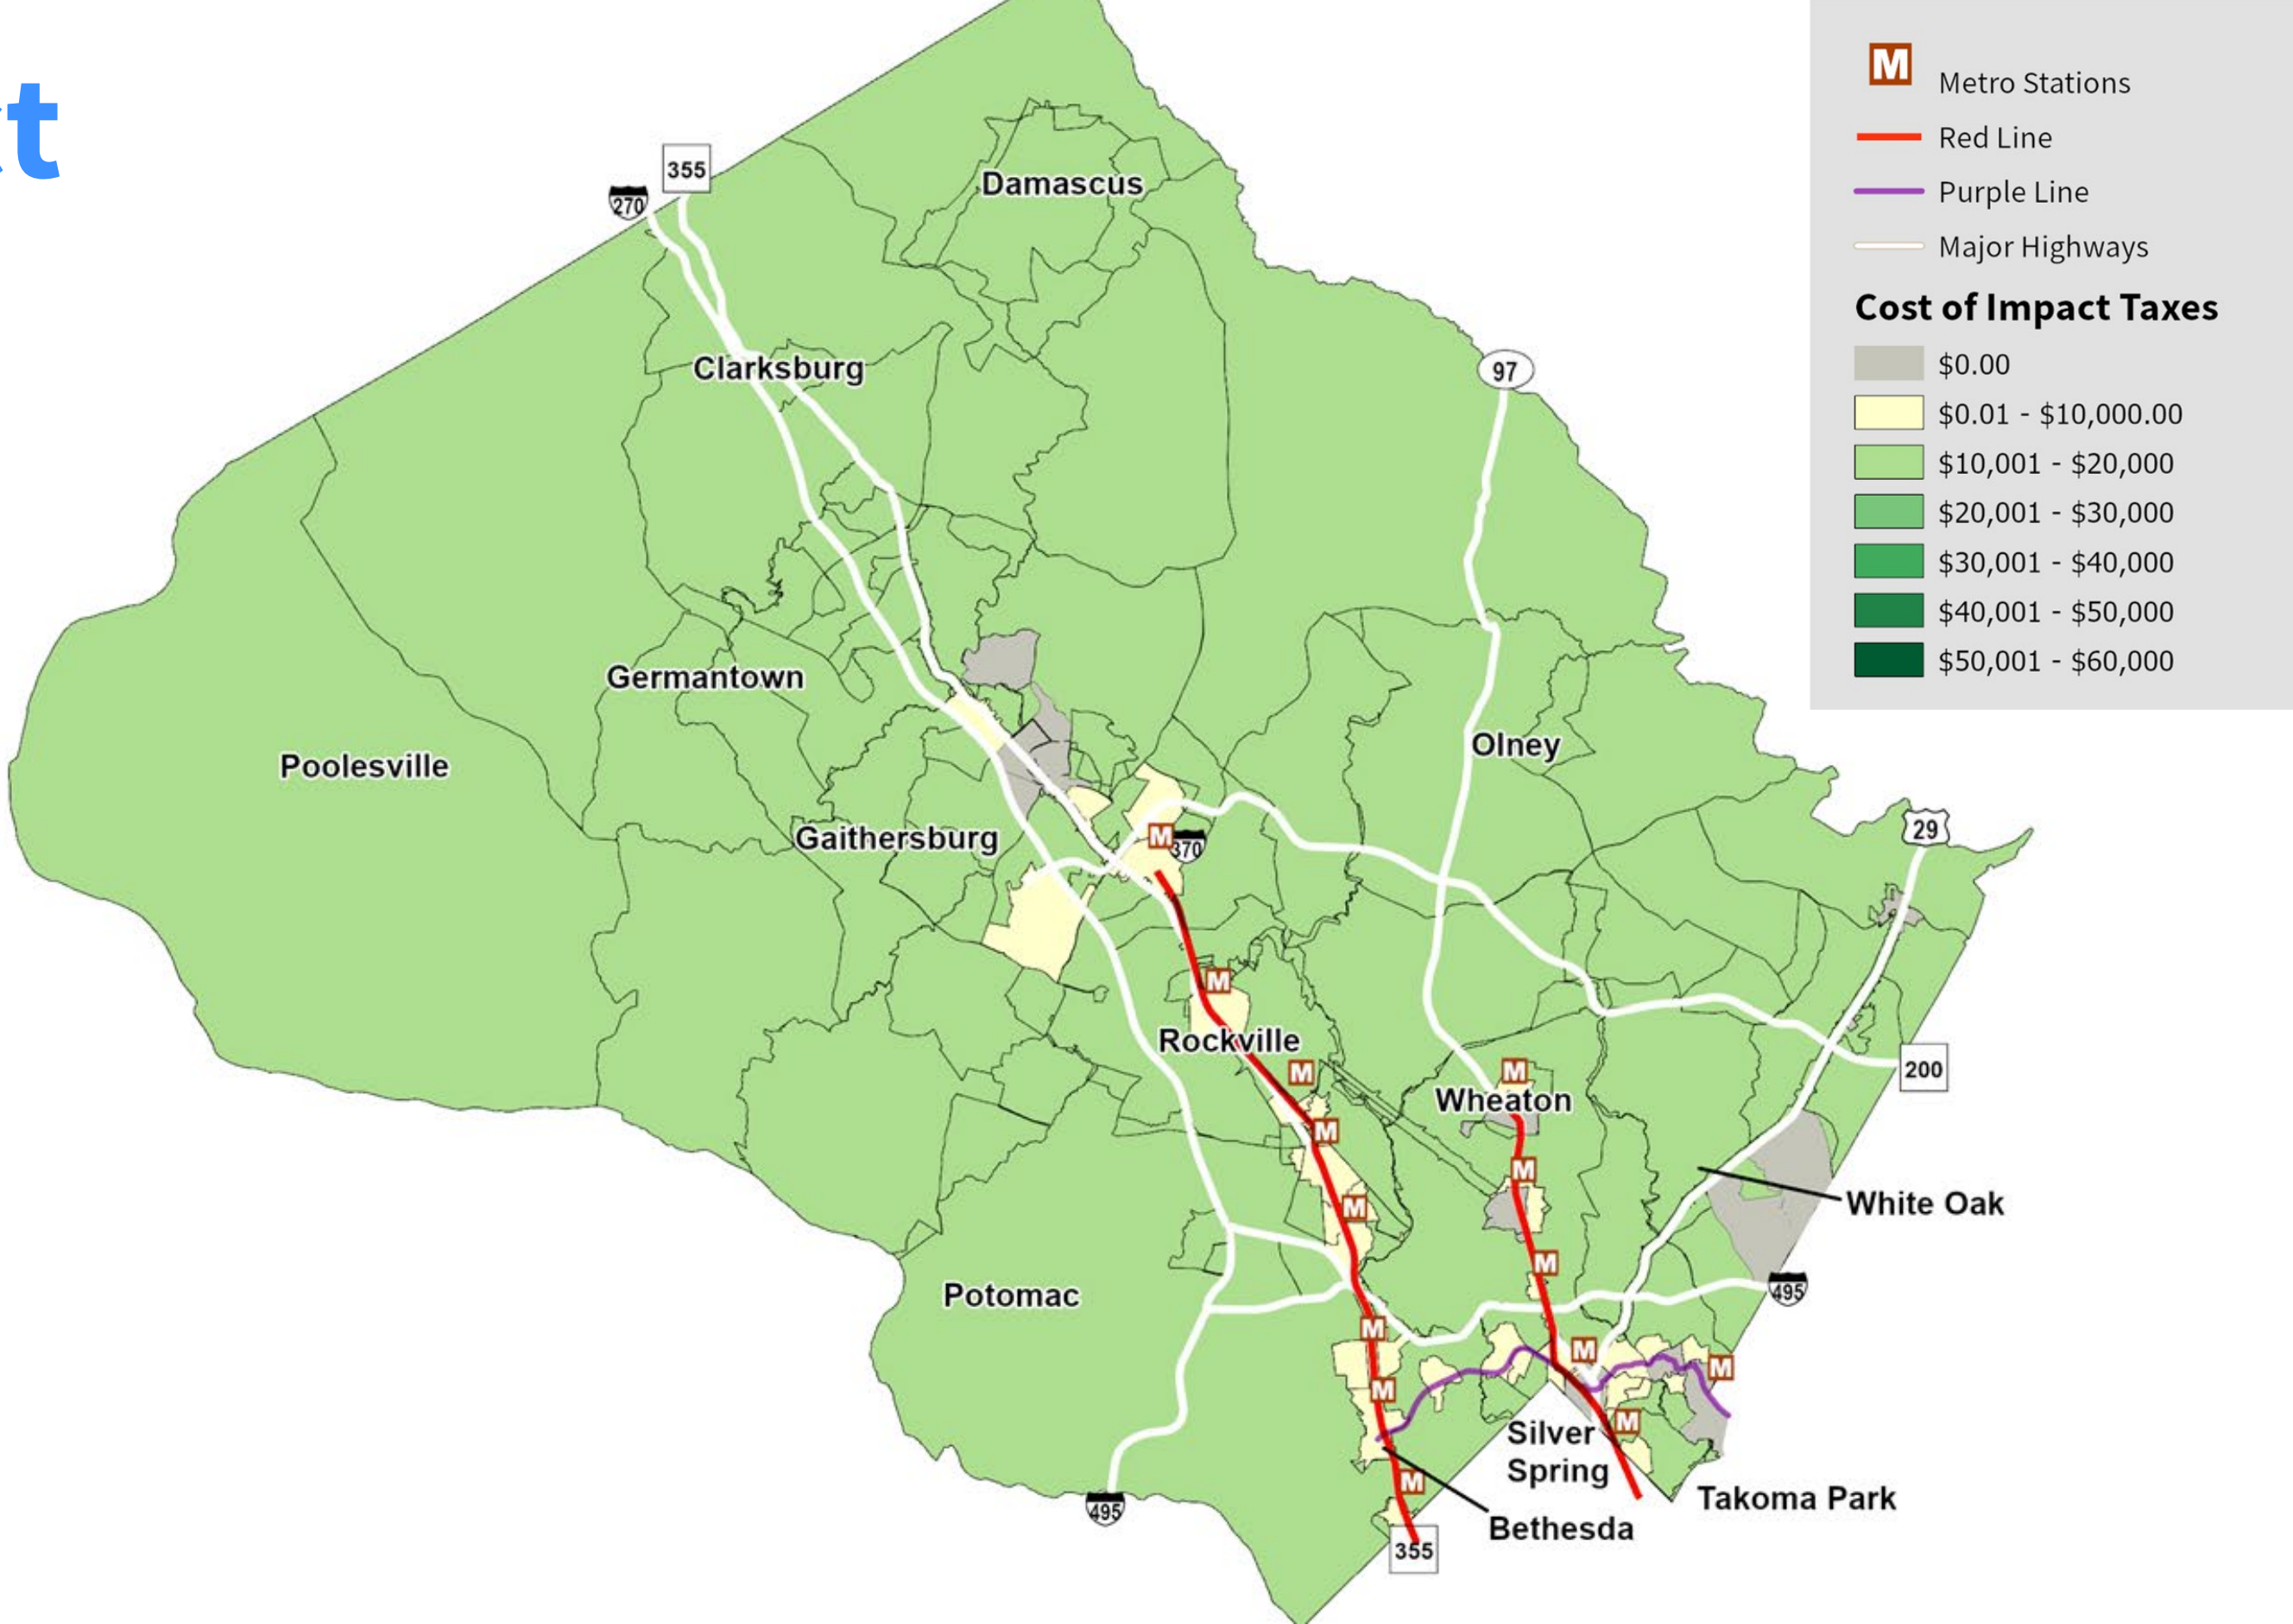 t
Metro Stations
Red Line
Purple Line
Major Highways
Cost of Impact Taxes
$0.00
$0.01 - $10,000.00
$10,001 - $20,000
$20,001 - $30,000
$30,001 - $40,000
$40,001 - $50,000
$50,001 - $60,000
M
355
270
Damascus
Clarksburg
97
Germantown
Olney
Poolesville
Gaithersburg
29
M
370
M
Rockville
M
M
200
Wheaton
M
M
White Oak
M
M
495
Potomac
M
M
M
M
M
Silver
Spring
M
Takoma Park
495
Bethesda
355